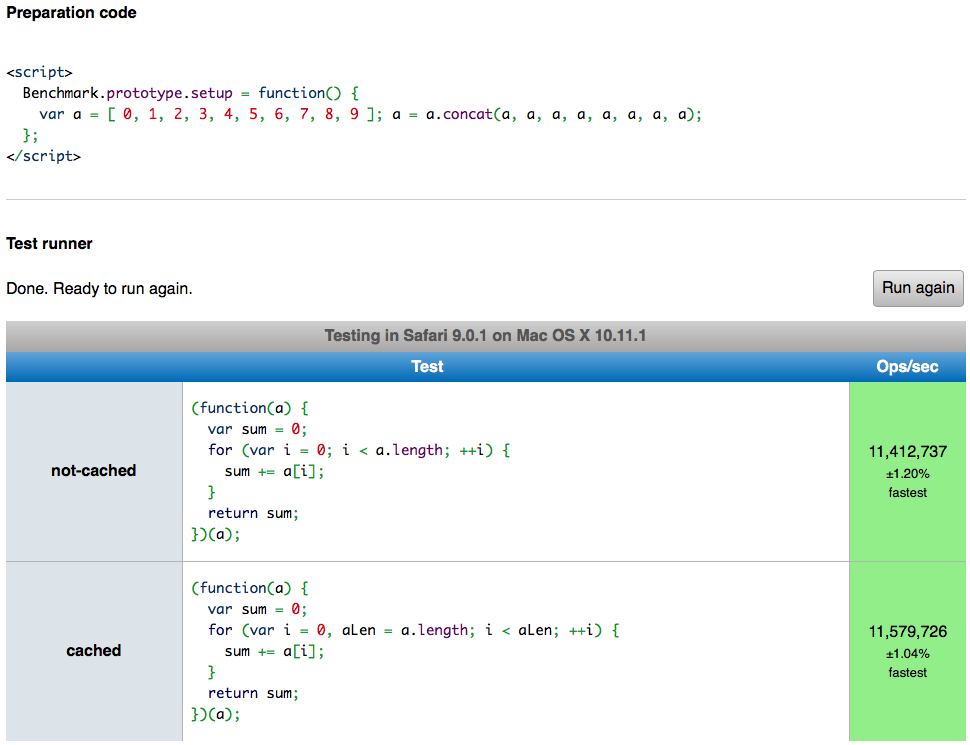 Preparation code
<script>
  Benchmark.prototype.setup = function() {
    var a = [ 0, 1, 2, 3, 4, 5, 6, 7, 8, 9 ]; a = a.concat(a, a, a, a, a, a, a, a);
  };
</script>
Test runner
Done. Ready to run again.
Run again
Testing in Safari 9.0.1 on Mac OS X 10.11.1
Test Ops/sec
not-cached
(function(a) {
  var sum = 0;
  for (var i = 0; i < a.length; ++i) {
    sum += a[i];
  }
  return sum;
})(a);
11,412,737
±1.20%
fastest
cached
(function(a) {
  var sum = 0;
  for (var i = 0, aLen = a.length; i < aLen; ++i) {
    sum += a[i];
  }
  return sum;
})(a);
11,579,726
±1.04%
fastest